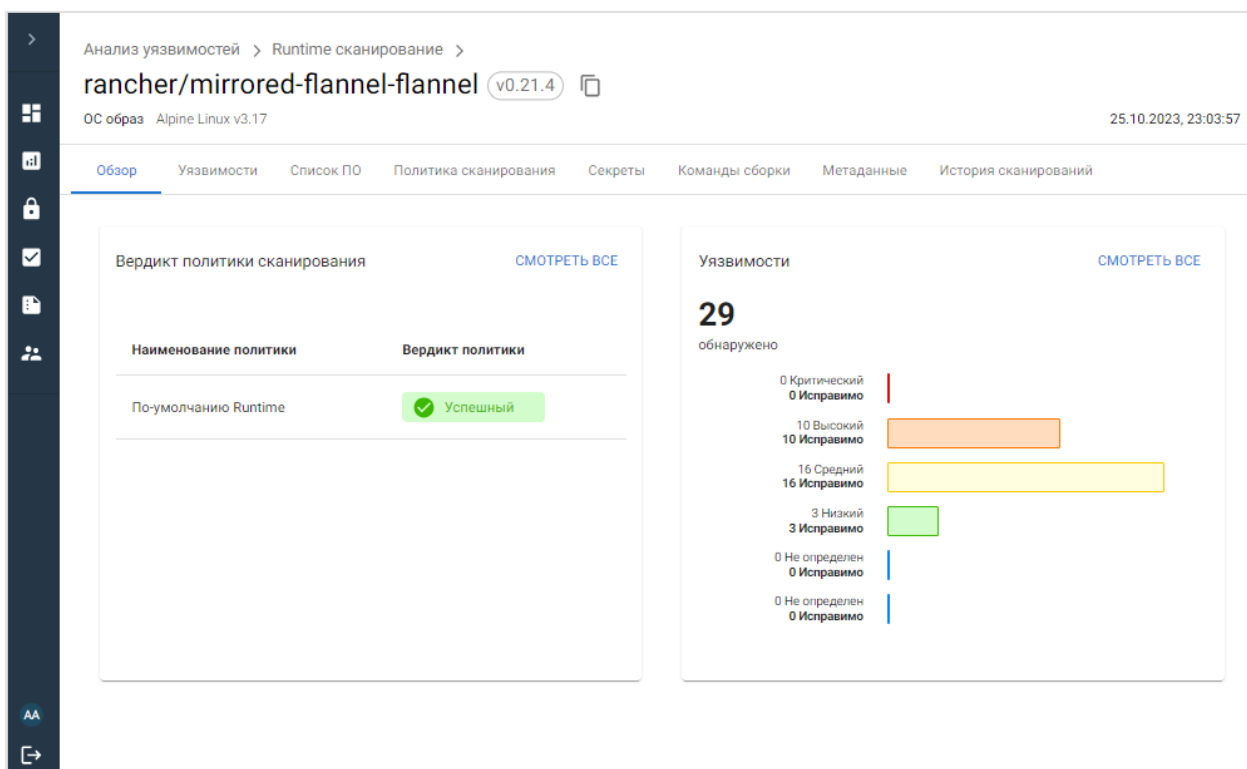 Анализ уязвимостей > Runtime сканирование >
rancher/mirrored-flannel-flannel v0.21.4
ОС образ Alpine Linux v3.17
25.10.2023, 23:03:57
Обзор Уязвимости Список ПО Политика сканирования Секреты Команды сборки Метаданные История сканирований
Вердикт политики сканирования СМОТРЕТЬ ВСЕ
Наименование политики Вердикт политики
По-умолчанию Runtime Успешный
Уязвимости СМОТРЕТЬ ВСЕ
29
обнаружено
0 Критический
0 Исправимо
10 Высокий
10 Исправимо
16 Средний
16 Исправимо
3 Низкий
3 Исправимо
0 Не определен
0 Исправимо
0 Не определен
0 Исправимо
AA